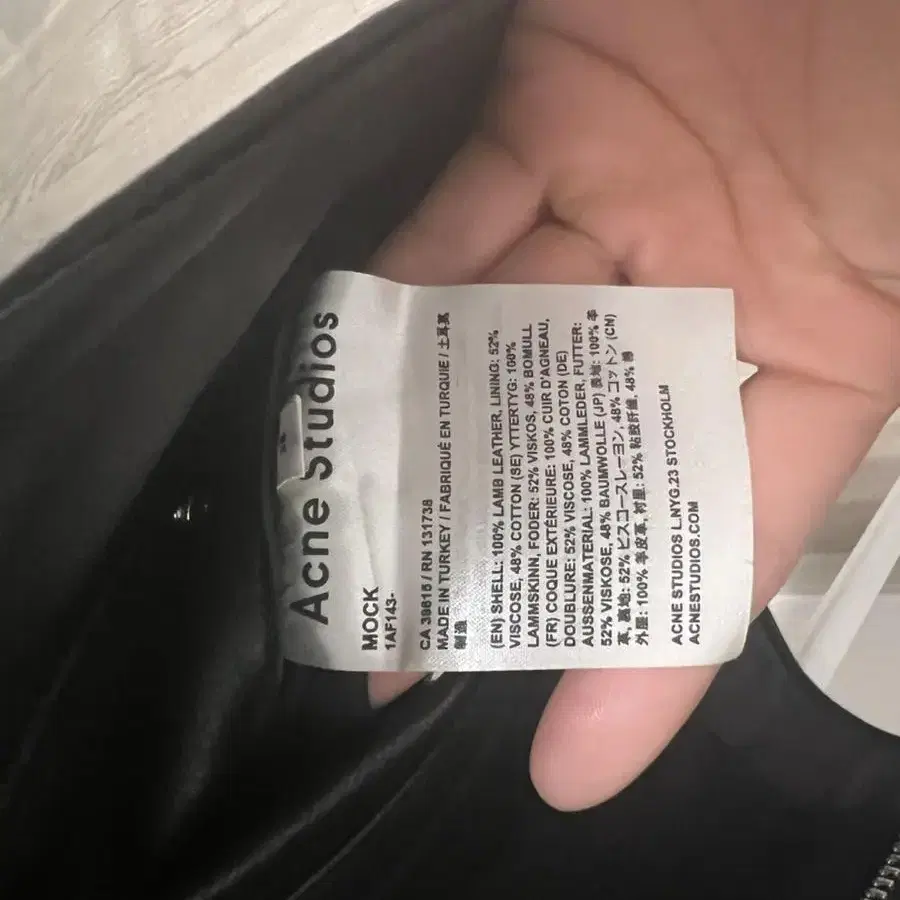 Acne Studios
MOCK
1AF143-
CA 39615 / RN 131738
MADE IN TURKEY / FABRIQUÉ EN TURQUIE / 土耳其
制造
(EN) SHELL: 100% LAMB LEATHER, LINING: 52%
VISCOSE, 48% COTTON (SE) YTTERTYG: 100%
LAMMSKINN, FODER: 52% VISKOS, 48% BOMULL
(FR) COQUE EXTÉRIEURE: 100% CUIR D'AGNEAU,
DOUBLURE: 52% VISCOSE, 48% COTON (DE)
AUSSENMATERIAL: 100% LAMMLEDER, FUTTER:
52% VISKOSE, 48% BAUMWOLLE (JP) 表地: 100% 羊
革, 裏地: 52% ビスコースレーヨン, 48% コットン (CN)
外层: 100% 羊皮革, 衬里: 52% 粘胶纤维, 48% 棉
ACNE STUDIOS L.NYG.23 STOCKHOLM
ACNESTUDIOS.COM